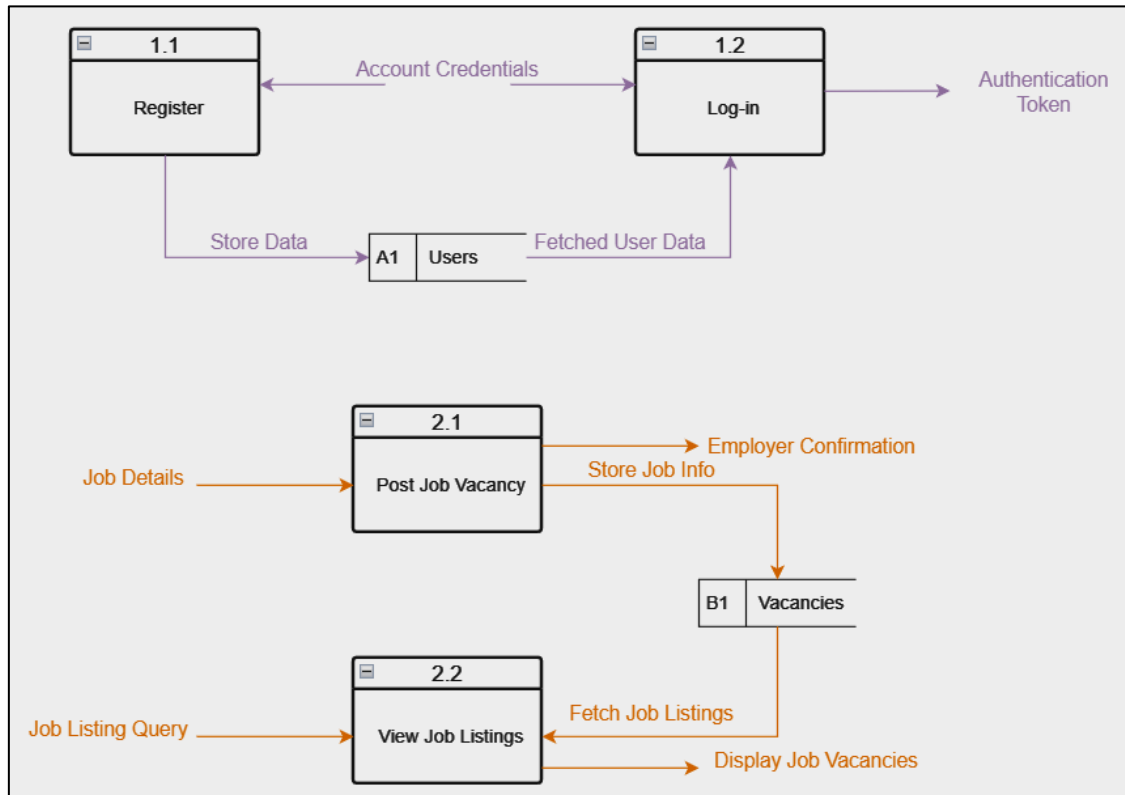 1.1
Register
Account Credentials
1.2
Log-in
Authentication
Token
Store Data
A1
Users
Fetched User Data
2.1
Post Job Vacancy
Job Details
Employer Confirmation
Store Job Info
B1
Vacancies
2.2
View Job Listings
Job Listing Query
Fetch Job Listings
Display Job Vacancies